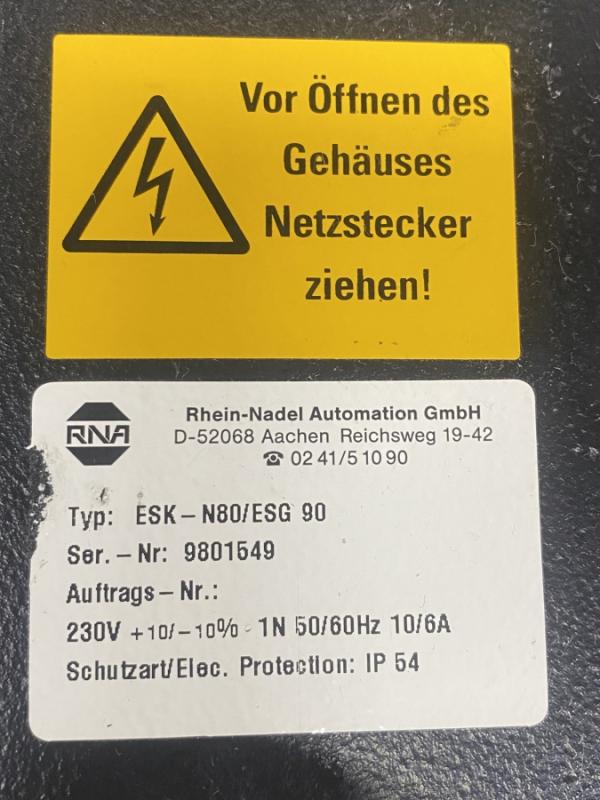 Vor Öffnen des
Gehäuses
Netzstecker
ziehen!
RNA
Rhein-Nadel Automation GmbH
D-52068 Aachen Reichsweg 19-42
☎ 02 41/5 10 90
Typ: ESK-N80/ESG 90
Ser.-Nr: 9801549
Auftrags-Nr.:
230V +10/-10% - 1N 50/60Hz 10/6A
Schutzart/Elec. Protection: IP 54